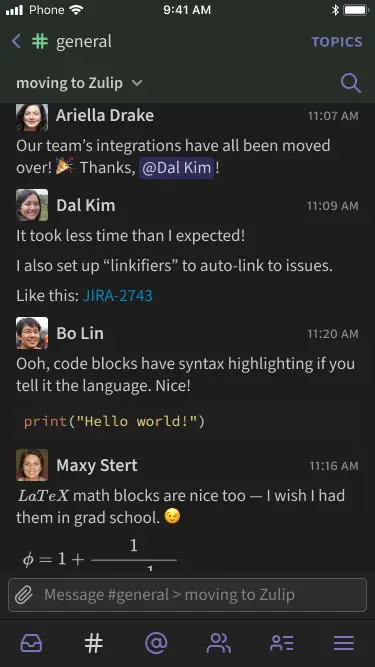 Phone 9:41 AM
# general TOPICS
moving to Zulip
Ariella Drake 11:07 AM
Our team’s integrations have all been moved
over! 🎉 Thanks, @Dal Kim!
Dal Kim 11:09 AM
It took less time than I expected!
I also set up “linkifiers” to auto-link to issues.
Like this: JIRA-2743
Bo Lin 11:20 AM
Ooh, code blocks have syntax highlighting if you
tell it the language. Nice!
print("Hello world!")
Maxy Stert 11:16 AM
LaTeX math blocks are nice too — I wish I had
them in grad school. 😉
1
ϕ = 1 +
1
Message #general > moving to Zulip